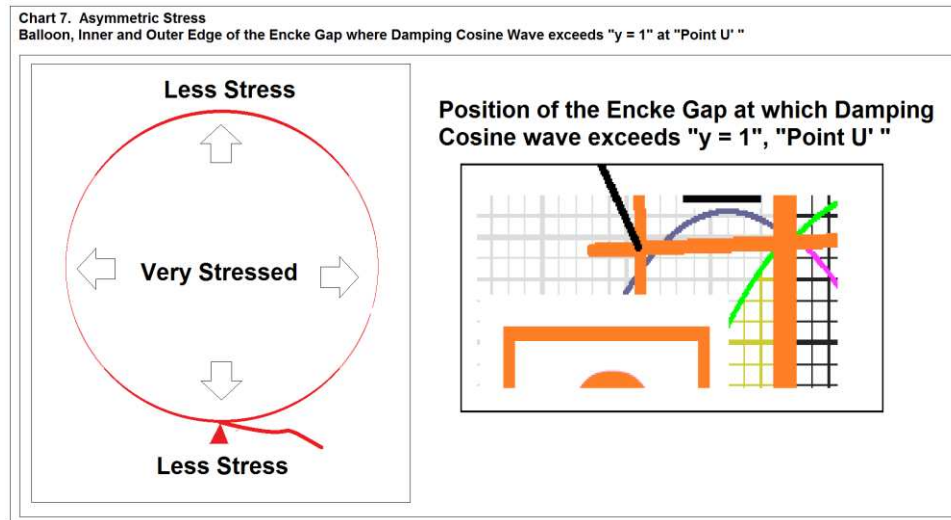 Chart 7. Asymmetric Stress
Balloon, Inner and Outer Edge of the Encke Gap where Damping Cosine Wave exceeds "y = 1" at "Point U' "
Less Stress
Very Stressed
Less Stress
Position of the Encke Gap at which Damping
Cosine wave exceeds "y = 1", "Point U' "